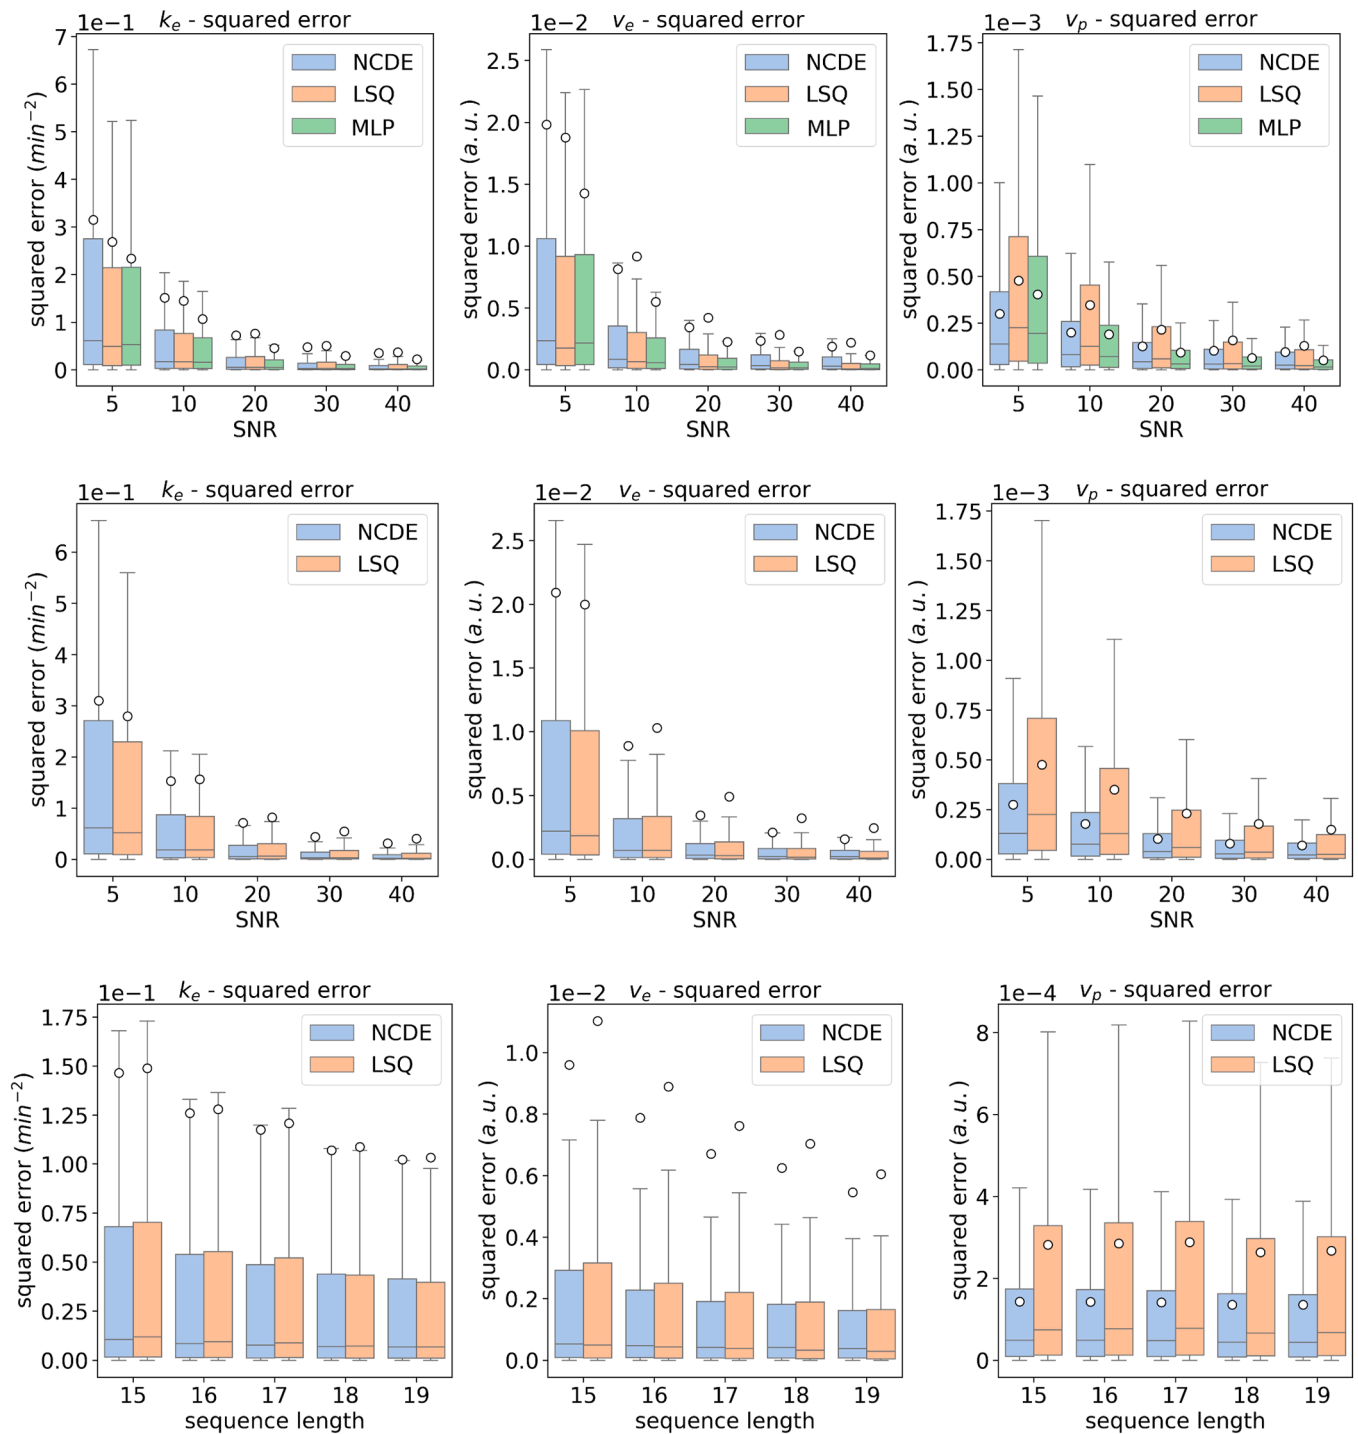 1e−1 k_e - squared error
squared error (min^−2)
7
6
5
4
3
2
1
0
NCDE
LSQ
MLP
5 10 20 30 40
SNR
1e−2 v_e - squared error
squared error (a.u.)
2.5
2.0
1.5
1.0
0.5
0.0
NCDE
LSQ
MLP
5 10 20 30 40
SNR
1e−3 v_p - squared error
squared error (a.u.)
1.75
1.50
1.25
1.00
0.75
0.50
0.25
0.00
NCDE
LSQ
MLP
5 10 20 30 40
SNR
1e−1 k_e - squared error
squared error (min^−2)
6
5
4
3
2
1
0
NCDE
LSQ
5 10 20 30 40
SNR
1e−2 v_e - squared error
squared error (a.u.)
2.5
2.0
1.5
1.0
0.5
0.0
NCDE
LSQ
5 10 20 30 40
SNR
1e−3 v_p - squared error
squared error (a.u.)
1.75
1.50
1.25
1.00
0.75
0.50
0.25
0.00
NCDE
LSQ
5 10 20 30 40
SNR
1e−1 k_e - squared error
squared error (min^−2)
1.75
1.50
1.25
1.00
0.75
0.50
0.25
0.00
NCDE
LSQ
15 16 17 18 19
sequence length
1e−2 v_e - squared error
squared error (a.u.)
1.0
0.8
0.6
0.4
0.2
0.0
NCDE
LSQ
15 16 17 18 19
sequence length
1e−4 v_p - squared error
squared error (a.u.)
8
6
4
2
0
NCDE
LSQ
15 16 17 18 19
sequence length